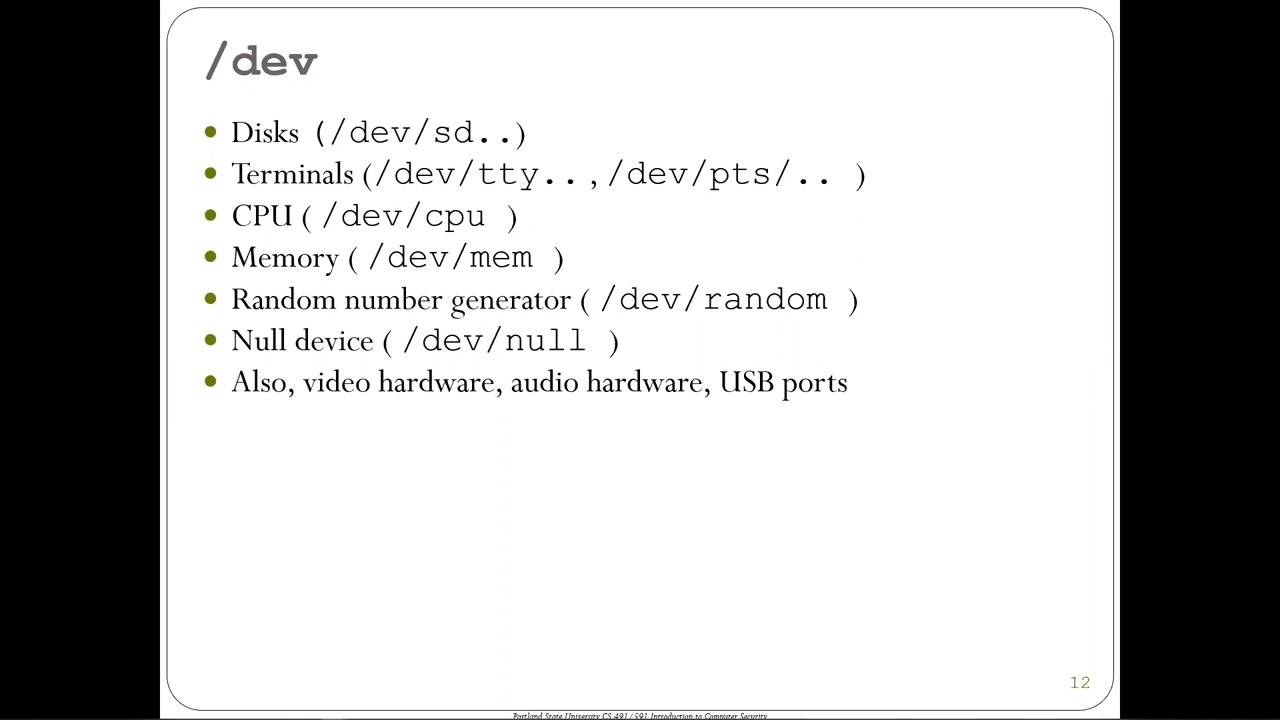 /dev
Disks (/dev/sd..)
Terminals (/dev/tty..,/dev/pts/.. )
CPU ( /dev/cpu )
Memory ( /dev/mem )
Random number generator ( /dev/random )
Null device ( /dev/null )
Also, video hardware, audio hardware, USB ports
12
Portland State University CS 491/591 Introduction to Computer Security